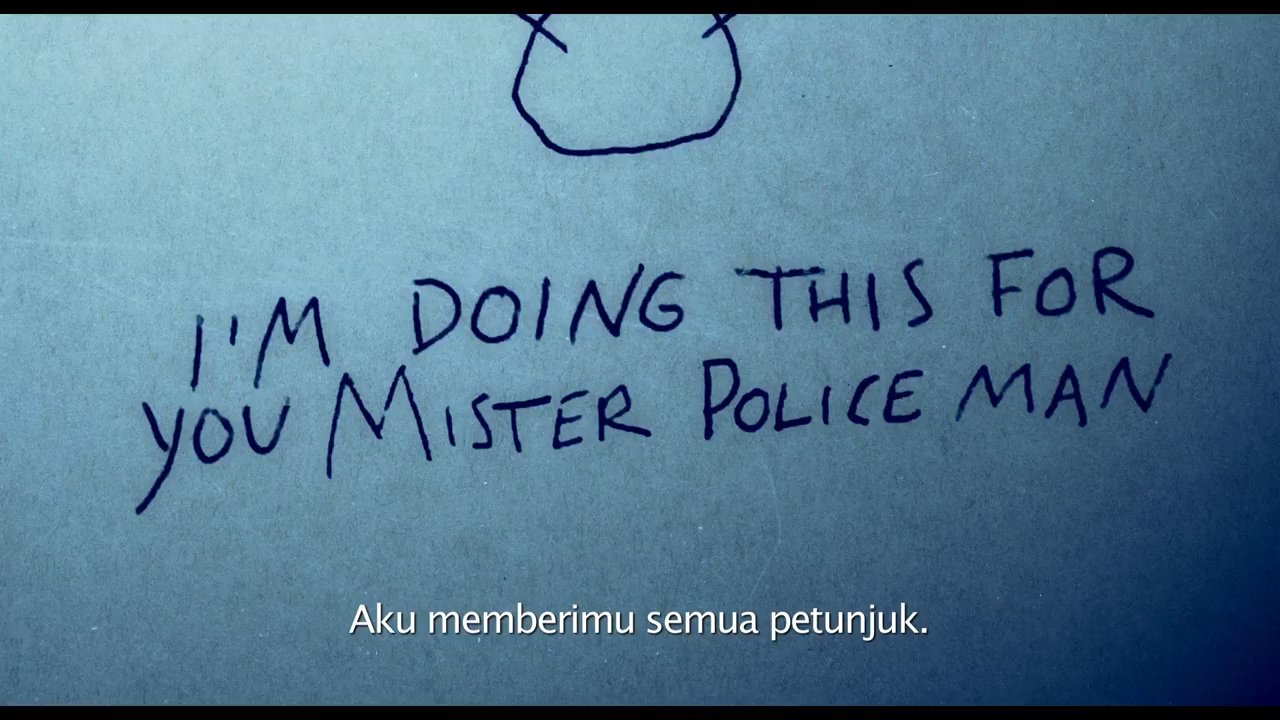 I'M DOING THIS FOR
YOU MISTER POLICE MAN
Aku memberimu semua petunjuk.